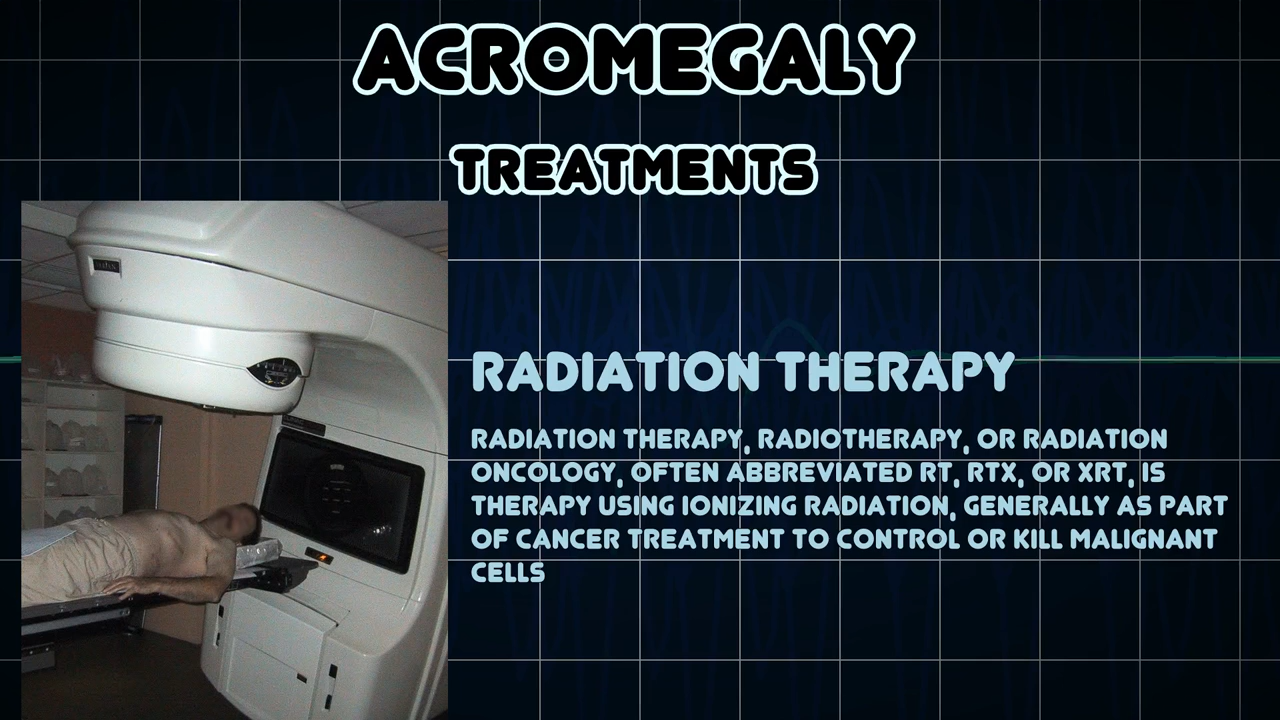 ACROMEGALY
TREATMENTS
RADIATION THERAPY
RADIATION THERAPY, RADIOTHERAPY, OR RADIATION
ONCOLOGY, OFTEN ABBREVIATED RT, RTX, OR XRT, IS
THERAPY USING IONIZING RADIATION, GENERALLY AS PART
OF CANCER TREATMENT TO CONTROL OR KILL MALIGNANT
CELLS